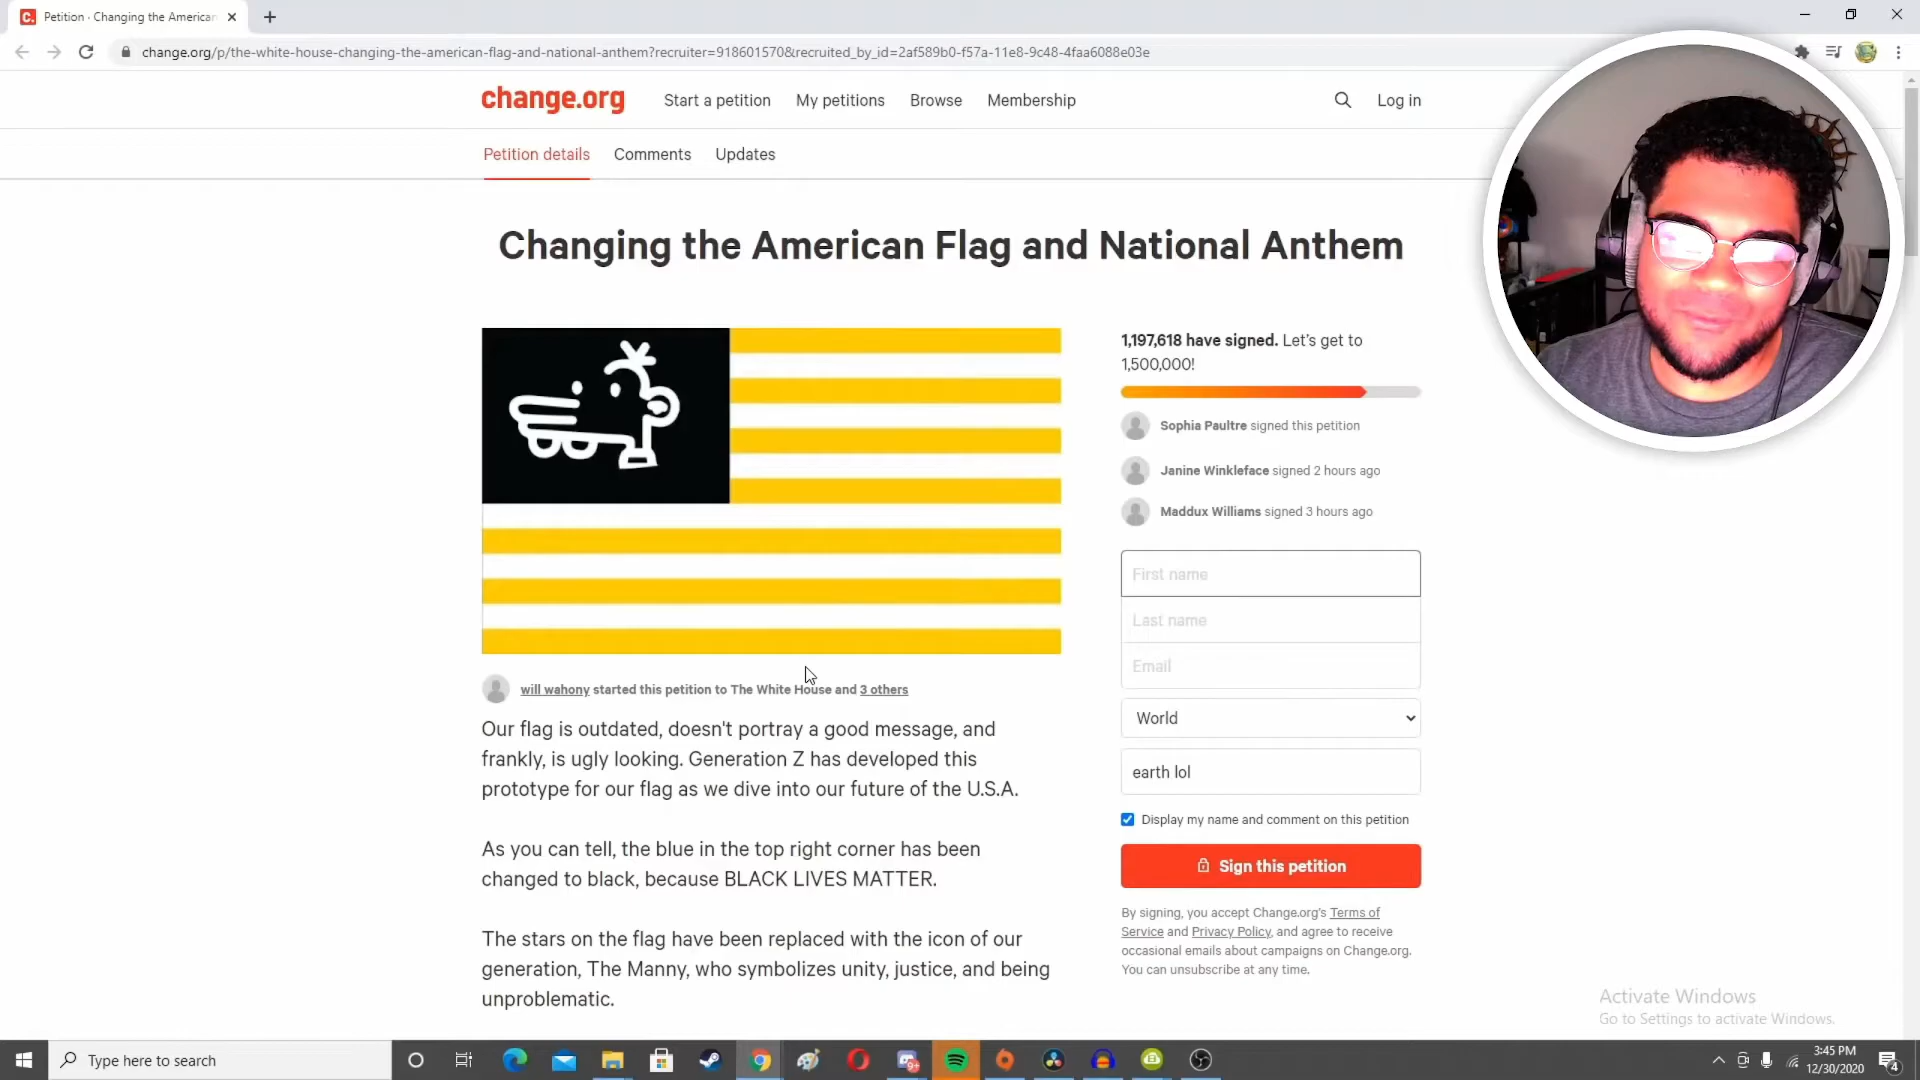 Petition · Changing the American
change.org/p/the-white-house-changing-the-american-flag-and-national-anthem?recruiter=918601570&recruited_by_id=2af589b0-f57a-11e8-9c48-4faa6088e03e
change.org
Start a petition
My petitions
Browse
Membership
Log in
Petition details
Comments
Updates
Changing the American Flag and National Anthem
1,197,618 have signed. Let's get to
1,500,000!
Sophia Paultre signed this petition
Janine Winkleface signed 2 hours ago
Maddux Williams signed 3 hours ago
First name
Last name
Email
World
earth lol
Display my name and comment on this petition
Sign this petition
By signing, you accept Change.org's Terms of
Service and Privacy Policy, and agree to receive
occasional emails about campaigns on Change.org.
You can unsubscribe at any time.
will wahony started this petition to The White House and 3 others
Our flag is outdated, doesn't portray a good message, and
frankly, is ugly looking. Generation Z has developed this
prototype for our flag as we dive into our future of the U.S.A.
As you can tell, the blue in the top right corner has been
changed to black, because BLACK LIVES MATTER.
The stars on the flag have been replaced with the icon of our
generation, The Manny, who symbolizes unity, justice, and being
unproblematic.
Activate Windows
Go to Settings to activate Windows.
Type here to search
9+
3:45 PM
12/30/2020
4